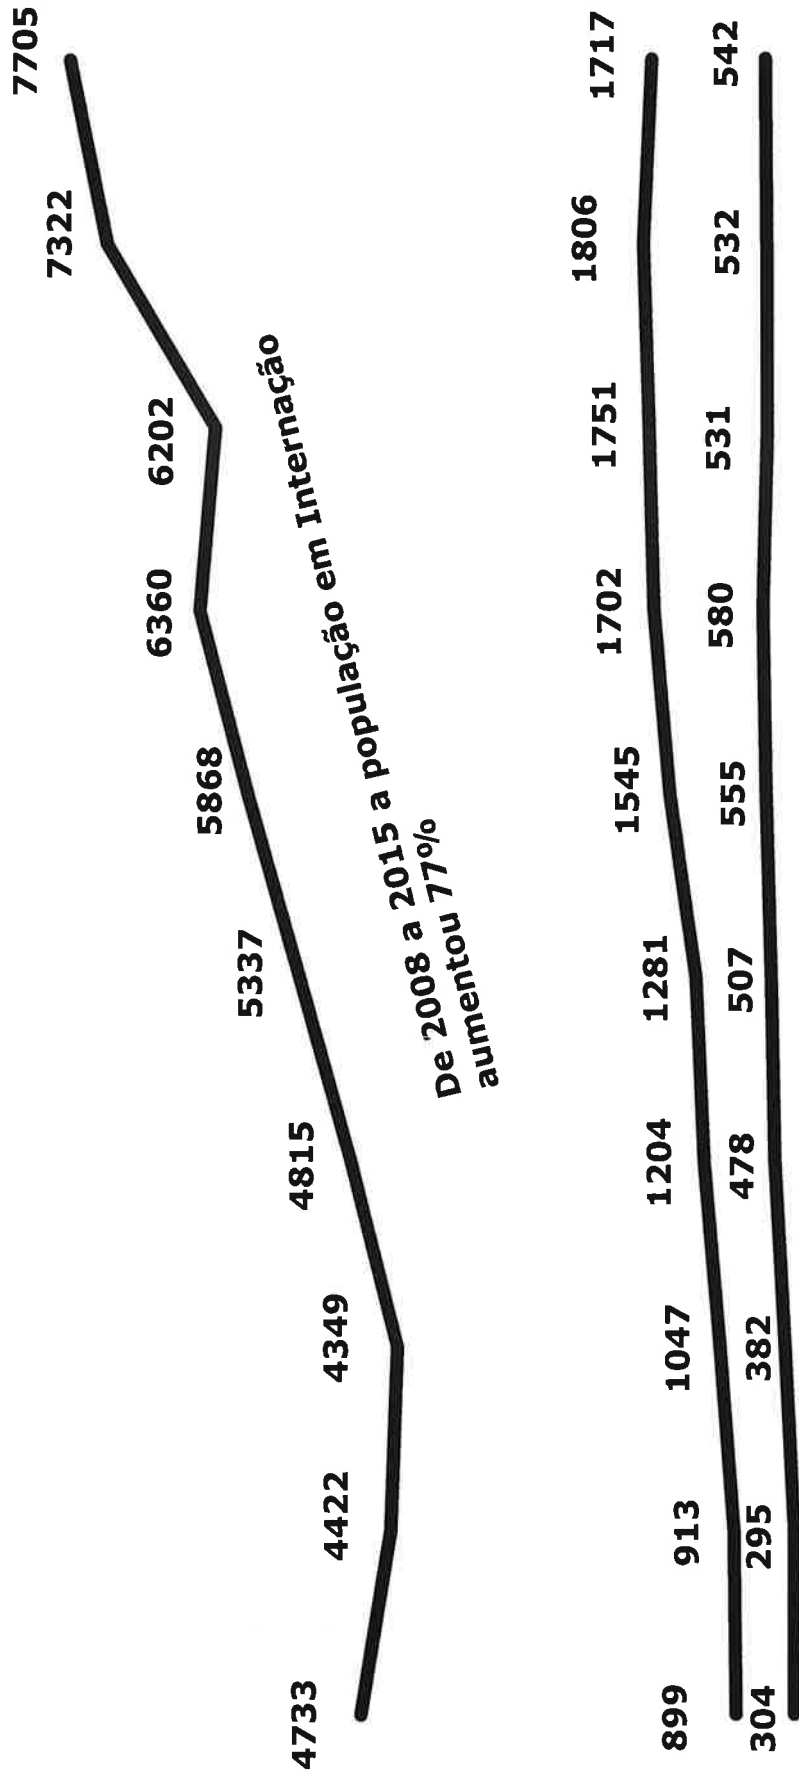 4733 4422 4349 4815 5337 5868 6360 6202 7322 7705
De 2008 a 2015 a população em Internação
aumentou 77%
899 913 1047 1204 1281 1545 1702 1751 1806 1717
304 295 382 478 507 555 580 531 532 542